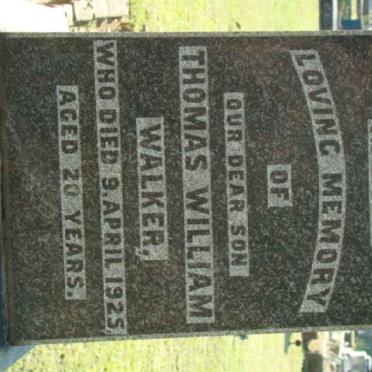 LOVING MEMORY
OF
OUR DEAR SON
THOMAS WILLIAM
WALKER,
WHO DIED 9 APRIL 1925,
AGED 20 YEARS.